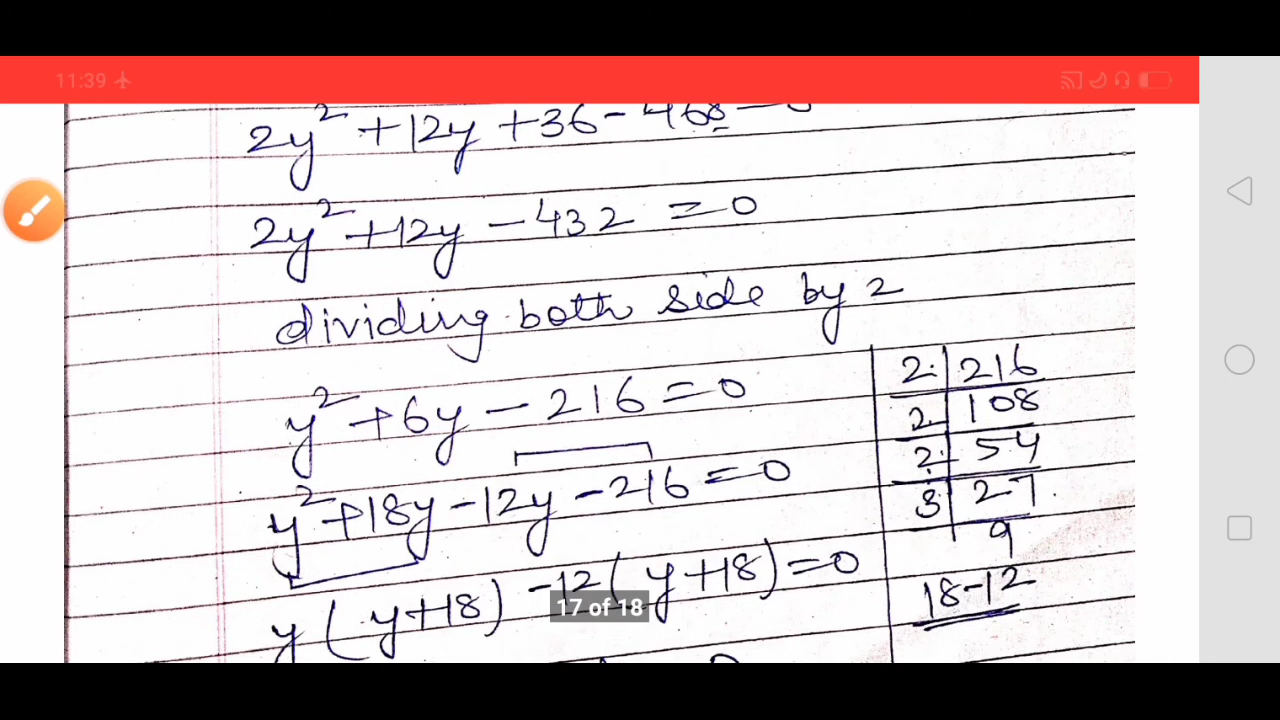 11:39
2y² + 12y + 36 - 468 = 0
2y² + 12y - 432 = 0
dividing both side by 2
y² + 6y - 216 = 0
y² + 18y - 12y - 216 = 0
y(y+18) -12(y+18) = 0
2 | 216
2 | 108
2 | 54
3 | 27
9
18-12
17 of 18